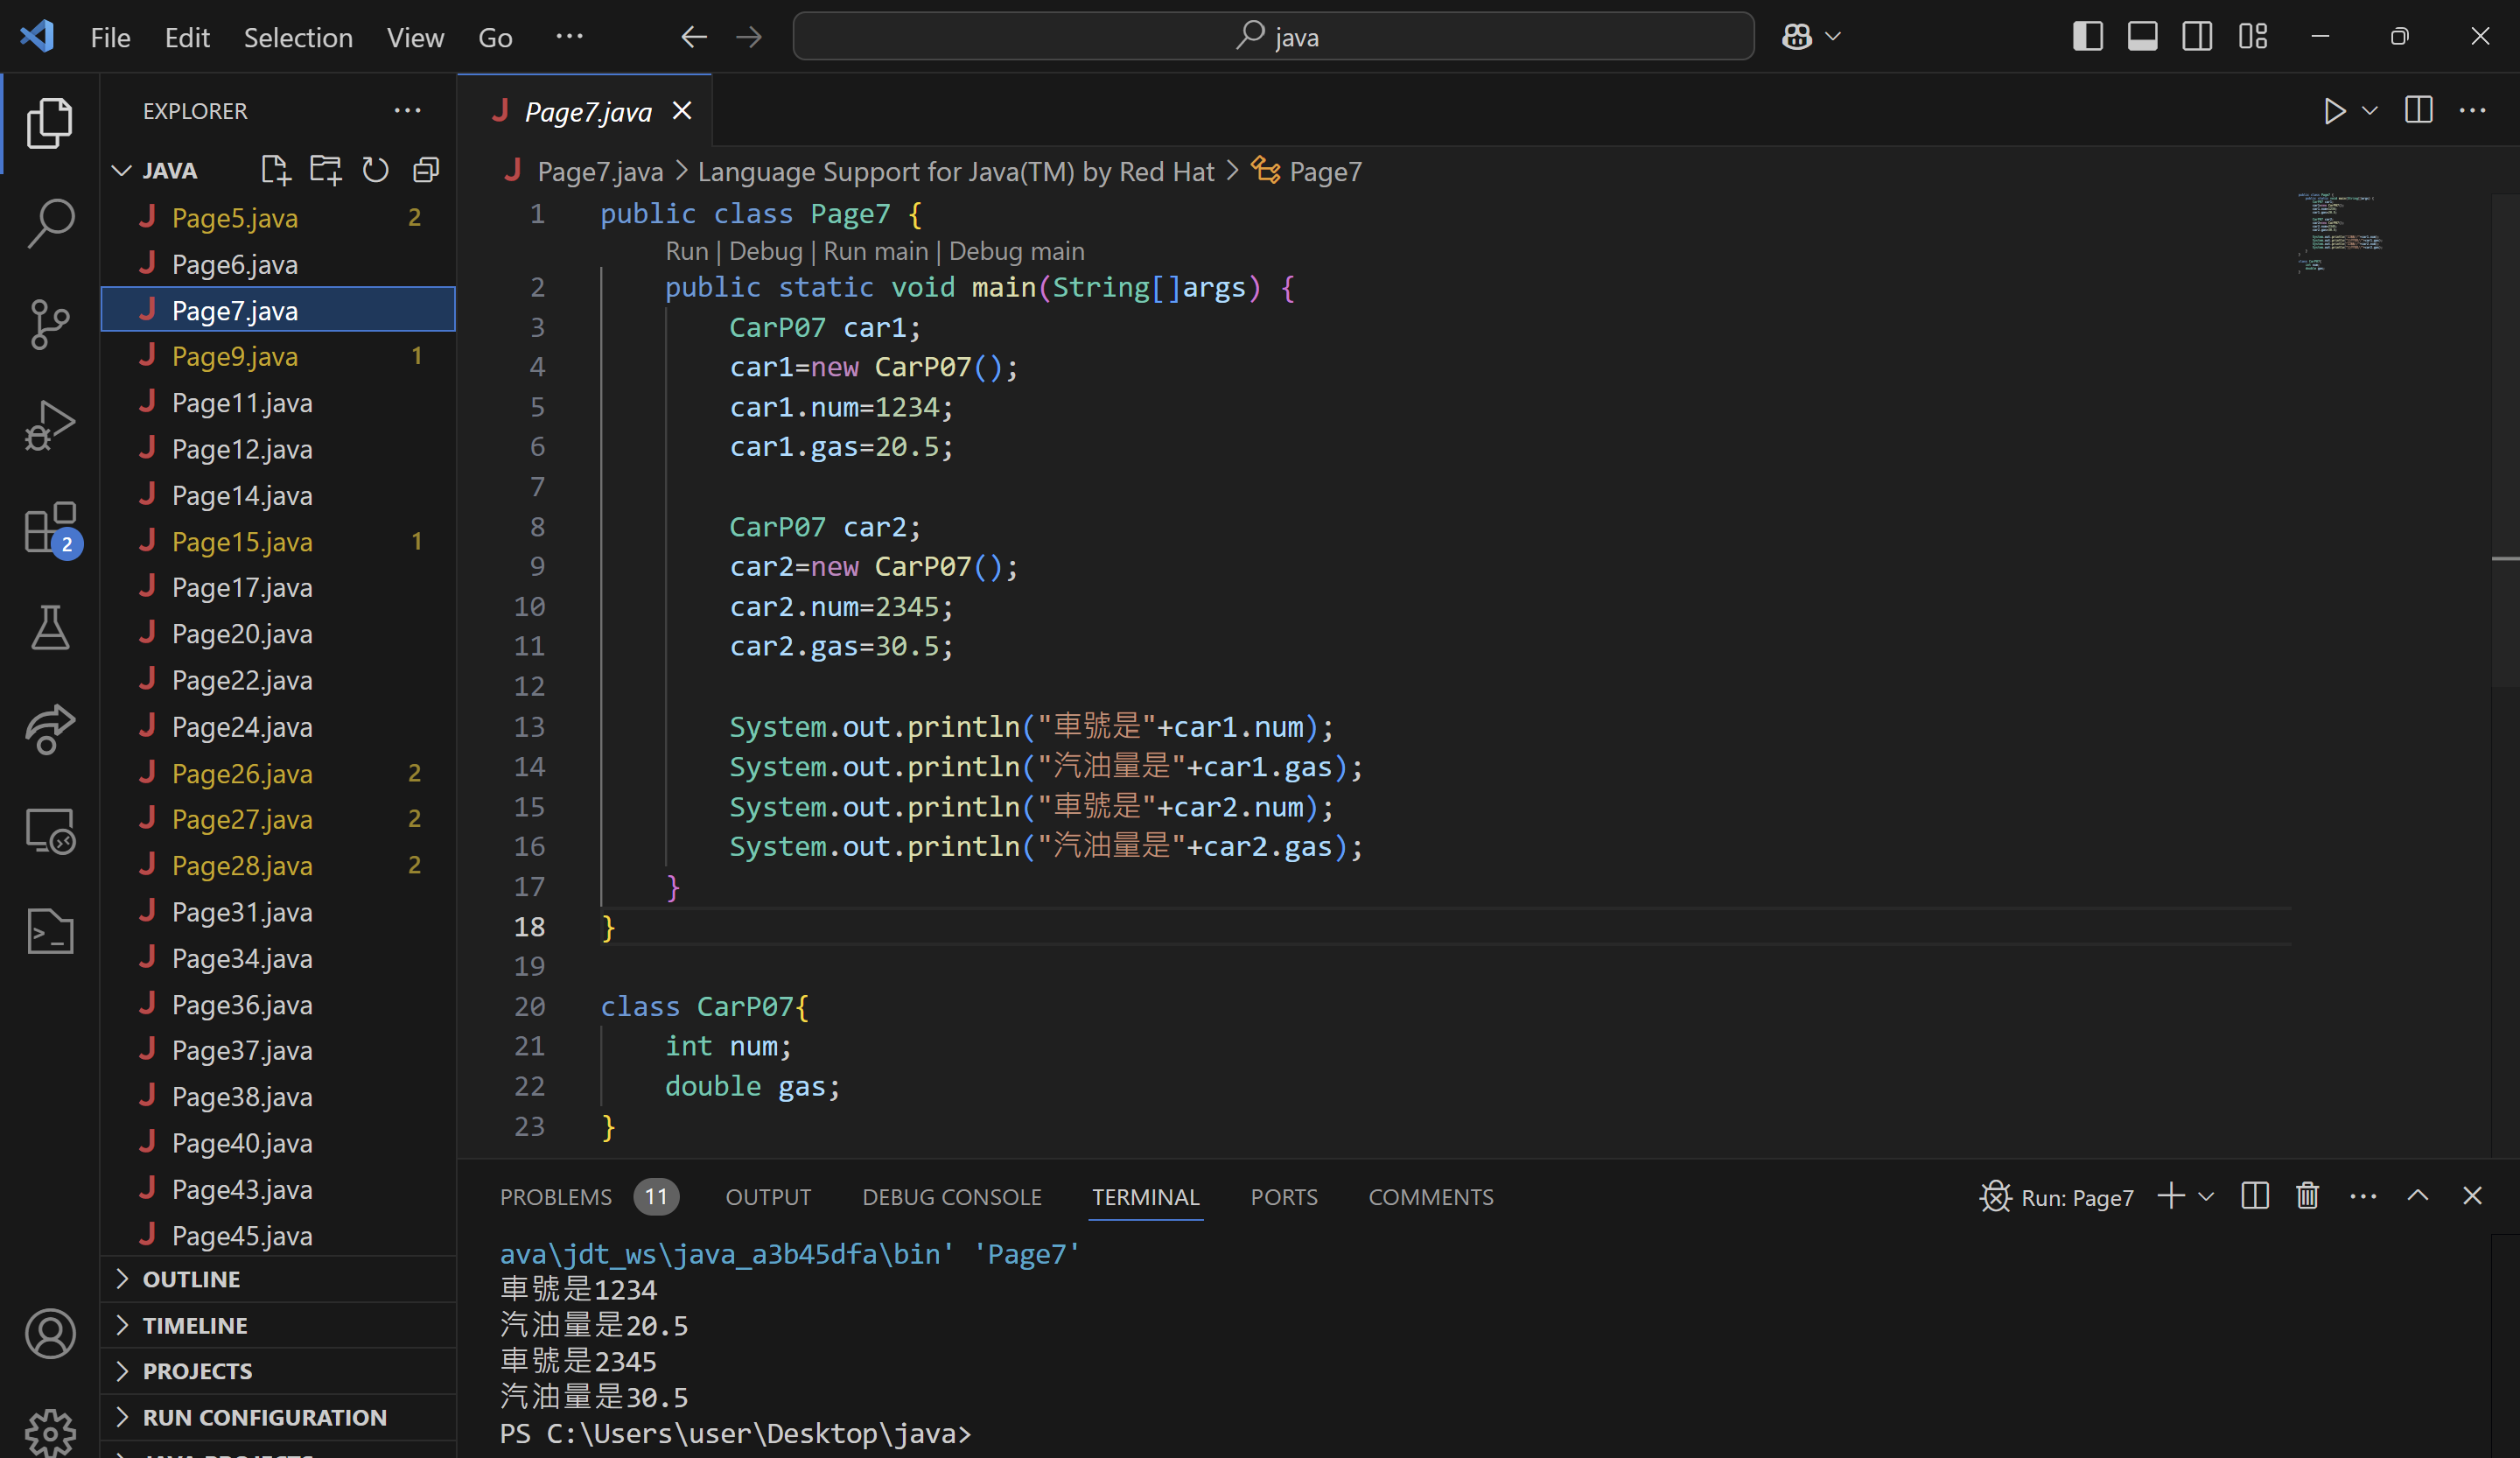 File Edit Selection View Go ···
java
EXPLORER ···
JAVA
Page5.java 2
Page6.java
Page7.java
Page9.java 1
Page11.java
Page12.java
Page14.java
Page15.java 1
Page17.java
Page20.java
Page22.java
Page24.java
Page26.java 2
Page27.java 2
Page28.java 2
Page31.java
Page34.java
Page36.java
Page37.java
Page38.java
Page40.java
Page43.java
Page45.java
OUTLINE
TIMELINE
PROJECTS
RUN CONFIGURATION
2
Page7.java
Page7.java > Language Support for Java(TM) by Red Hat > Page7
1 public class Page7 {
Run | Debug | Run main | Debug main
2 public static void main(String[]args) {
3 CarP07 car1;
4 car1=new CarP07();
5 car1.num=1234;
6 car1.gas=20.5;
7
8 CarP07 car2;
9 car2=new CarP07();
10 car2.num=2345;
11 car2.gas=30.5;
12
13 System.out.println("車號是"+car1.num);
14 System.out.println("汽油量是"+car1.gas);
15 System.out.println("車號是"+car2.num);
16 System.out.println("汽油量是"+car2.gas);
17 }
18 }
19
20 class CarP07{
21 int num;
22 double gas;
23 }
PROBLEMS 11 OUTPUT DEBUG CONSOLE TERMINAL PORTS COMMENTS
Run: Page7
ava\jdt_ws\java_a3b45dfa\bin' 'Page7'
車號是1234
汽油量是20.5
車號是2345
汽油量是30.5
PS C:\Users\user\Desktop\java>